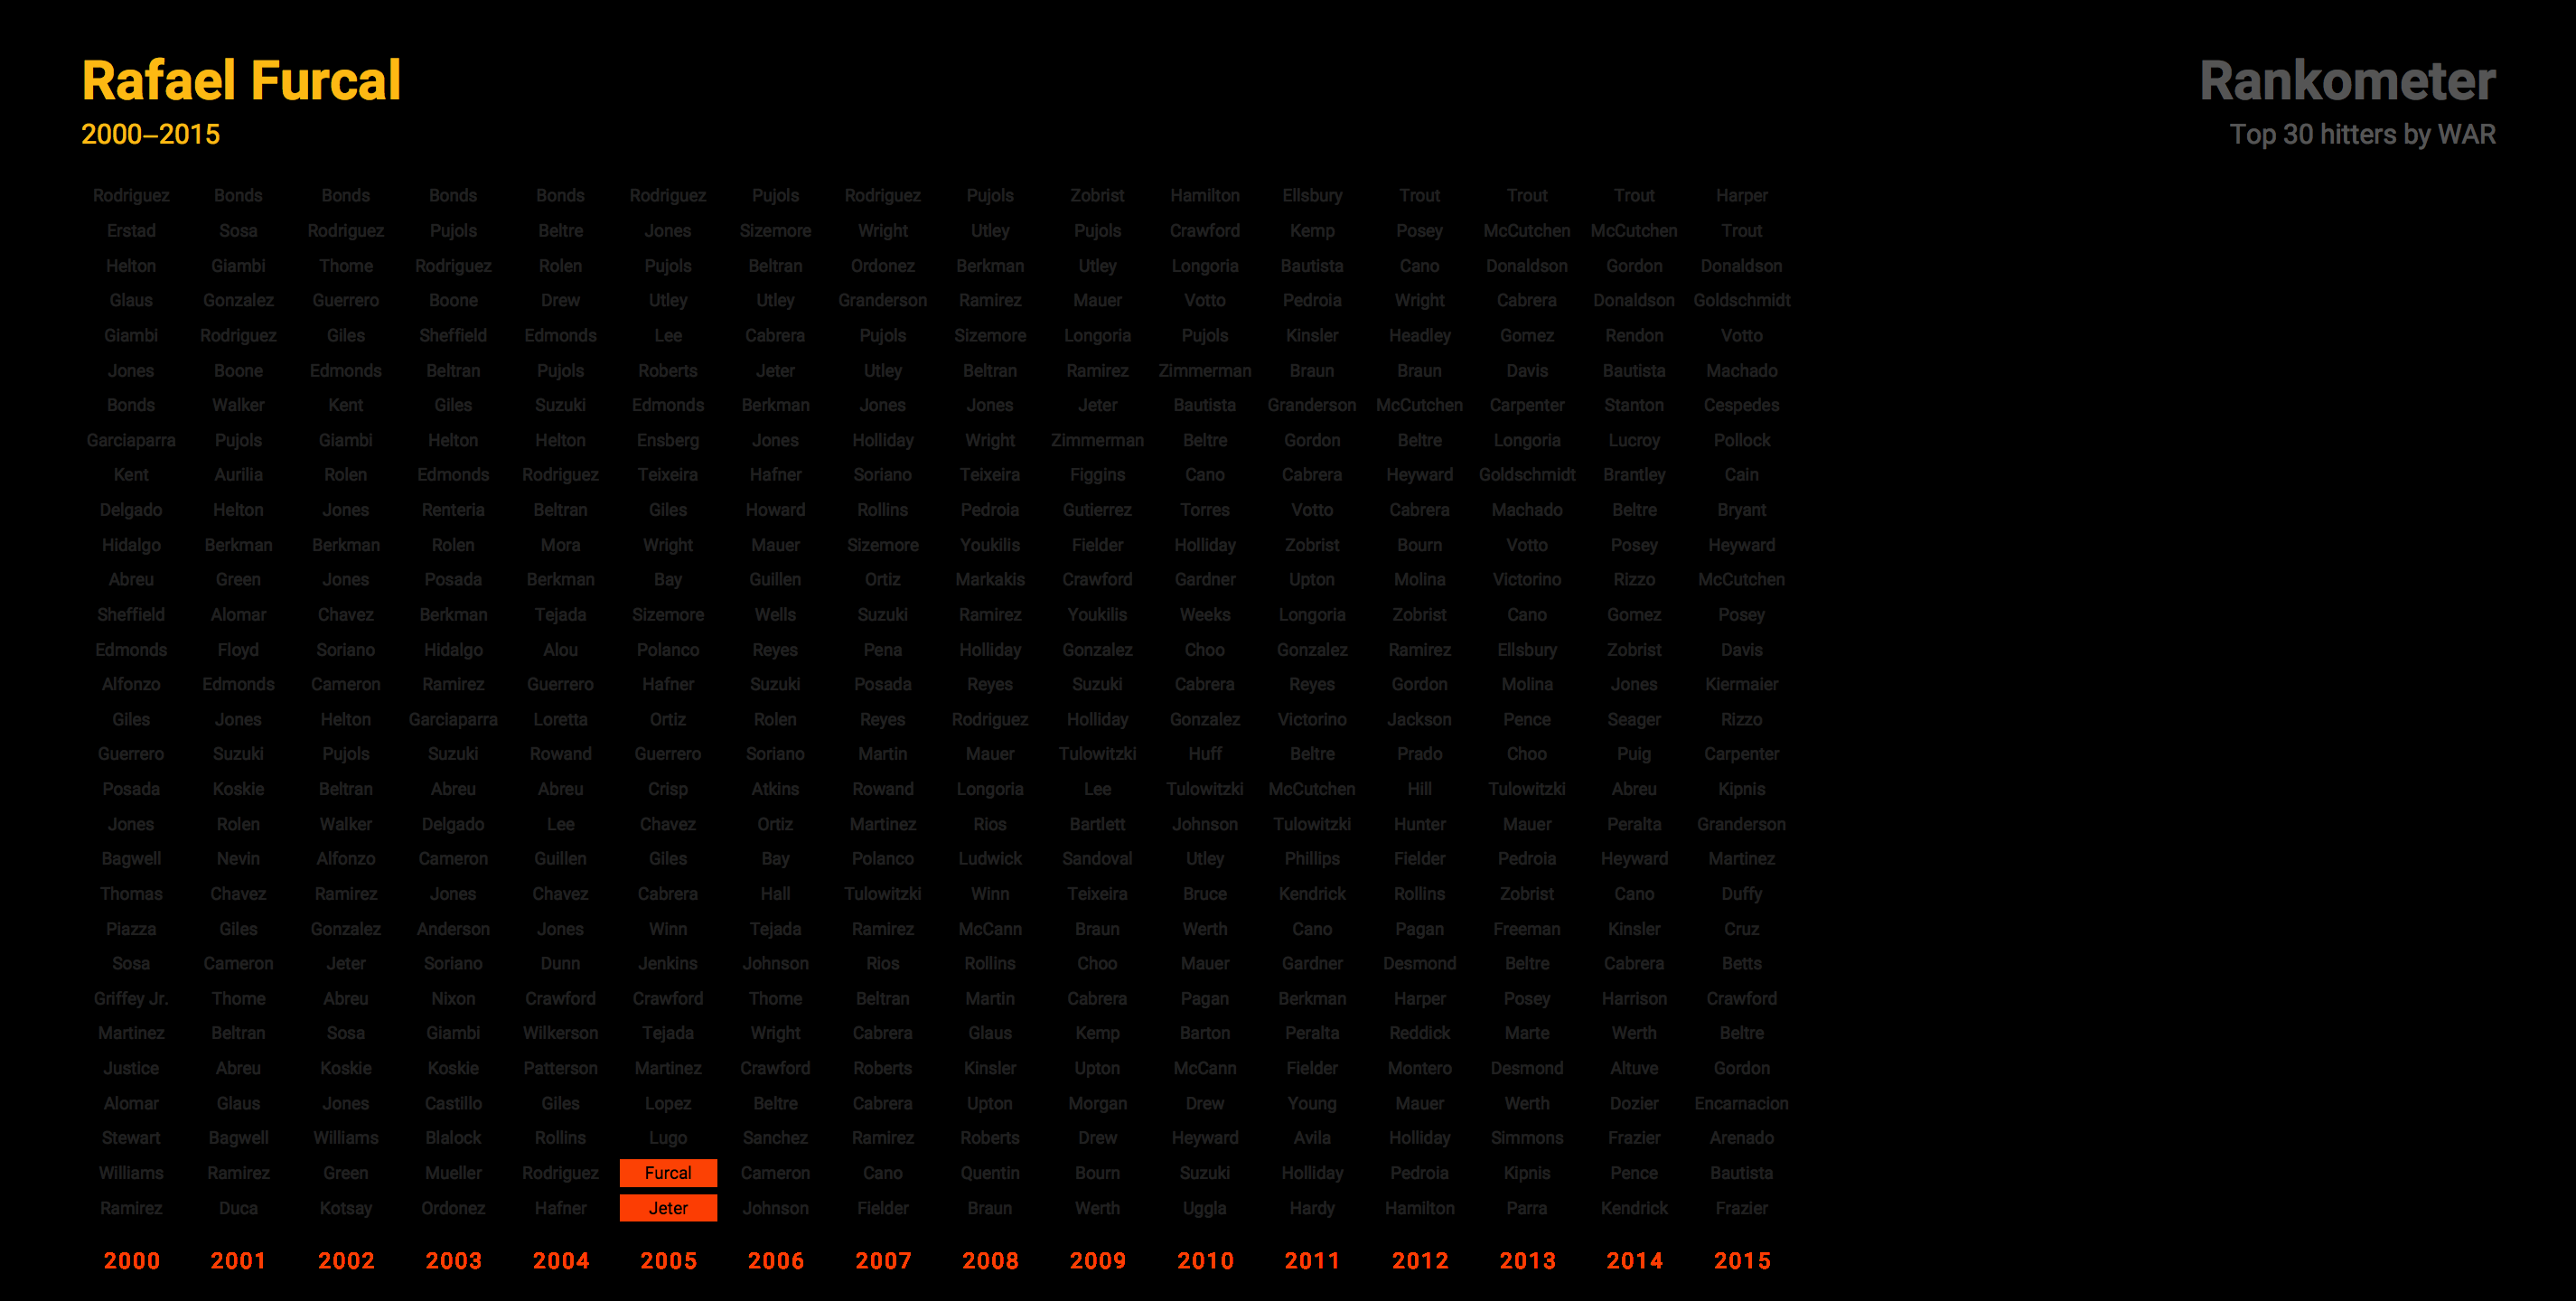 Rafael Furcal
2000–2015
Rankometer
Top 30 hitters by WAR
Rodriguez Bonds Bonds Bonds Bonds Rodriguez Pujols Rodriguez Pujols Zobrist Hamilton Ellsbury Trout Trout Trout Harper
Erstad Sosa Rodriguez Pujols Beltre Jones Sizemore Wright Utley Pujols Crawford Kemp Posey McCutchen McCutchen Trout
Helton Giambi Thome Rodriguez Rolen Pujols Beltran Ordonez Berkman Utley Longoria Bautista Cano Donaldson Gordon Donaldson
Glaus Gonzalez Guerrero Boone Drew Utley Utley Granderson Ramirez Mauer Votto Pedroia Wright Cabrera Donaldson Goldschmidt
Giambi Rodriguez Giles Sheffield Edmonds Lee Cabrera Pujols Sizemore Longoria Pujols Kinsler Headley Gomez Rendon Votto
Jones Boone Edmonds Beltran Pujols Roberts Jeter Utley Beltran Ramirez Zimmerman Braun Braun Davis Bautista Machado
Bonds Walker Kent Giles Suzuki Edmonds Berkman Jones Jones Jeter Bautista Granderson McCutchen Carpenter Stanton Cespedes
Garciaparra Pujols Giambi Helton Helton Ensberg Jones Holliday Wright Zimmerman Beltre Gordon Beltre Longoria Lucroy Pollock
Kent Aurilia Rolen Edmonds Rodriguez Teixeira Hafner Soriano Teixeira Figgins Cano Cabrera Heyward Goldschmidt Brantley Cain
Delgado Helton Jones Renteria Beltran Giles Howard Rollins Pedroia Gutierrez Torres Votto Cabrera Machado Beltre Bryant
Hidalgo Berkman Berkman Rolen Mora Wright Mauer Sizemore Youkilis Fielder Holliday Zobrist Bourn Votto Posey Heyward
Abreu Green Jones Posada Berkman Bay Guillen Ortiz Markakis Crawford Gardner Upton Molina Victorino Rizzo McCutchen
Sheffield Alomar Chavez Berkman Tejada Sizemore Wells Suzuki Ramirez Youkilis Weeks Longoria Zobrist Cano Gomez Posey
Edmonds Floyd Soriano Hidalgo Alou Polanco Reyes Pena Holliday Gonzalez Choo Gonzalez Ramirez Ellsbury Zobrist Davis
Alfonzo Edmonds Cameron Ramirez Guerrero Hafner Suzuki Posada Reyes Suzuki Cabrera Reyes Gordon Molina Jones Kiermaier
Giles Jones Helton Garciaparra Loretta Ortiz Rolen Reyes Rodriguez Holliday Gonzalez Victorino Jackson Pence Seager Rizzo
Guerrero Suzuki Pujols Suzuki Rowand Guerrero Soriano Martin Mauer Tulowitzki Huff Beltre Prado Choo Puig Carpenter
Posada Koskie Beltran Abreu Abreu Crisp Atkins Rowand Longoria Lee Tulowitzki McCutchen Hill Tulowitzki Abreu Kipnis
Jones Rolen Walker Delgado Lee Chavez Ortiz Martinez Rios Bartlett Johnson Tulowitzki Hunter Mauer Peralta Granderson
Bagwell Nevin Alfonzo Cameron Guillen Giles Bay Polanco Ludwick Sandoval Utley Phillips Fielder Pedroia Heyward Martinez
Thomas Chavez Ramirez Jones Chavez Cabrera Hall Tulowitzki Winn Teixeira Bruce Kendrick Rollins Zobrist Cano Duffy
Piazza Giles Gonzalez Anderson Jones Winn Tejada Ramirez McCann Braun Werth Cano Pagan Freeman Kinsler Cruz
Sosa Cameron Jeter Soriano Dunn Jenkins Johnson Rios Rollins Choo Mauer Gardner Desmond Beltre Cabrera Betts
Griffey Jr. Thome Abreu Nixon Crawford Crawford Thome Beltran Martin Cabrera Pagan Berkman Harper Posey Harrison Crawford
Martinez Beltran Sosa Giambi Wilkerson Tejada Wright Cabrera Glaus Kemp Barton Peralta Reddick Marte Werth Beltre
Justice Abreu Koskie Koskie Patterson Martinez Crawford Roberts Kinsler Upton McCann Fielder Montero Desmond Altuve Gordon
Alomar Glaus Jones Castillo Giles Lopez Beltre Cabrera Upton Morgan Drew Young Mauer Werth Dozier Encarnacion
Stewart Bagwell Williams Blalock Rollins Lugo Sanchez Ramirez Roberts Drew Heyward Avila Holliday Simmons Frazier Arenado
Williams Ramirez Green Mueller Rodriguez Furcal Cameron Cano Quentin Bourn Suzuki Holliday Pedroia Kipnis Pence Bautista
Ramirez Duca Kotsay Ordonez Hafner Jeter Johnson Fielder Braun Werth Uggla Hardy Hamilton Parra Kendrick Frazier
2000 2001 2002 2003 2004 2005 2006 2007 2008 2009 2010 2011 2012 2013 2014 2015